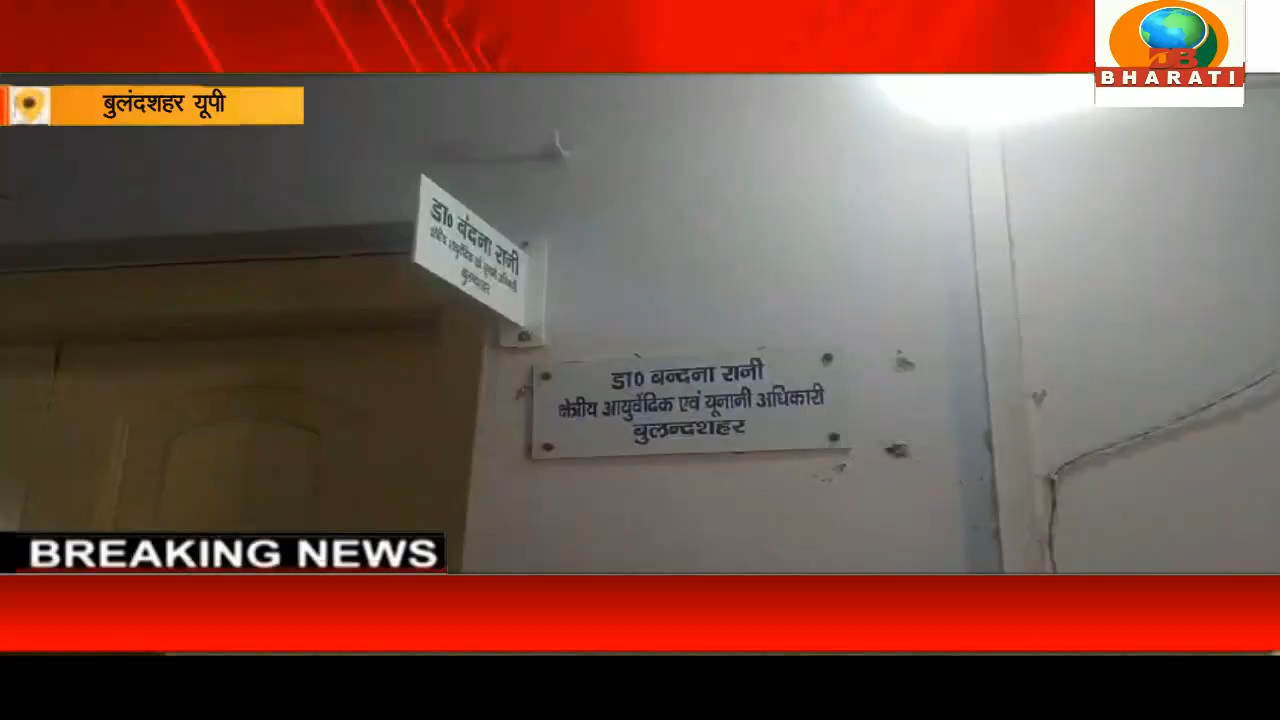 BHARATI
बुलंदशहर यूपी
डा0 बंदना रानी
डा0 बन्दना रानी
क्षेत्रीय आयुर्वेदिक एवं यूनानी अधिकारी
बुलन्दशहर
BREAKING NEWS